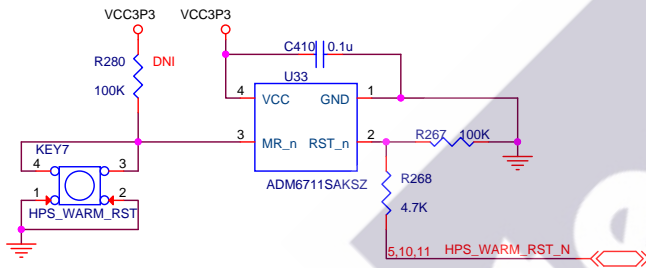 VCC3P3 VCC3P3
C410 0.1u
R280 DNI
100K
U33
4 VCC GND 1
3 MR_n RST_n 2
R267 100K
KEY7
4 3
1 2
HPS_WARM_RST
ADM6711SAKSZ
R268
4.7K
5,10,11 HPS_WARM_RST_N